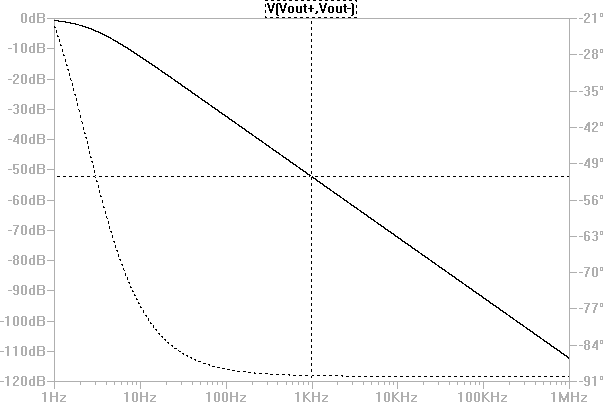 V(Vout+,Vout-)
0dB
-10dB
-20dB
-30dB
-40dB
-50dB
-60dB
-70dB
-80dB
-90dB
-100dB
-110dB
-120dB
-21°
-28°
-35°
-42°
-49°
-56°
-63°
-70°
-77°
-84°
-91°
1Hz 10Hz 100Hz 1KHz 10KHz 100KHz 1MHz